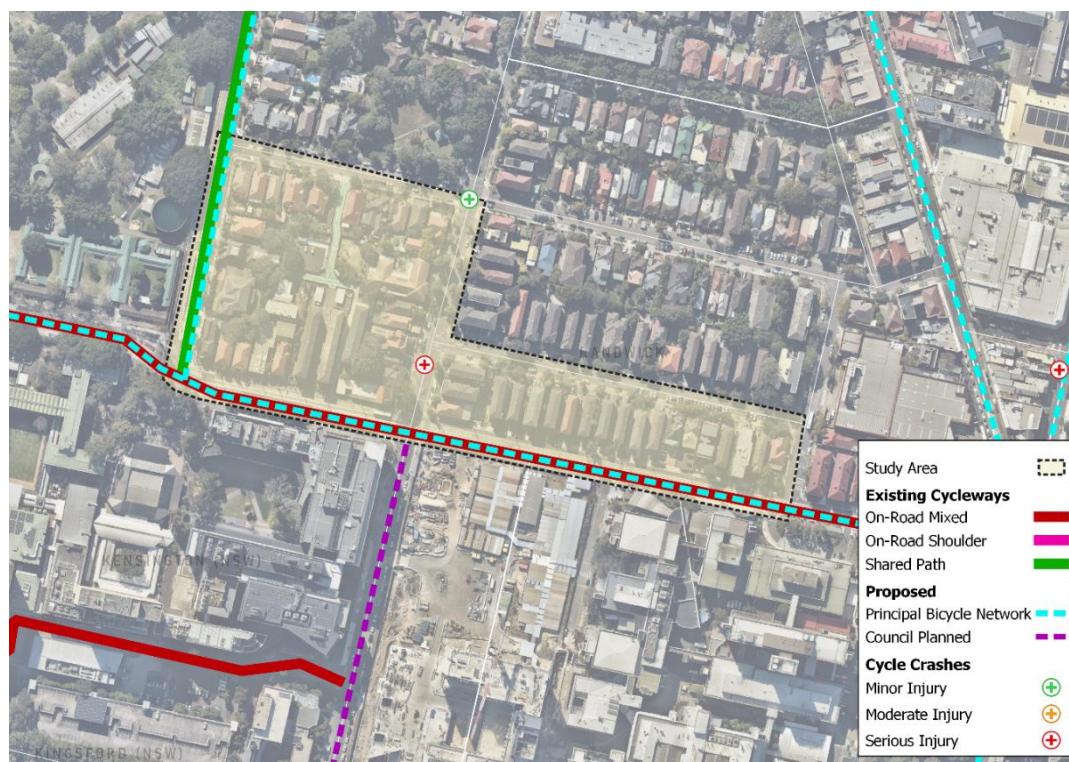 RANDWICK
KENSINGTON (NSW)
KINGSFORD (NSW)
Study Area
Existing Cycleways
On-Road Mixed
On-Road Shoulder
Shared Path
Proposed
Principal Bicycle Network
Council Planned
Cycle Crashes
Minor Injury
Moderate Injury
Serious Injury